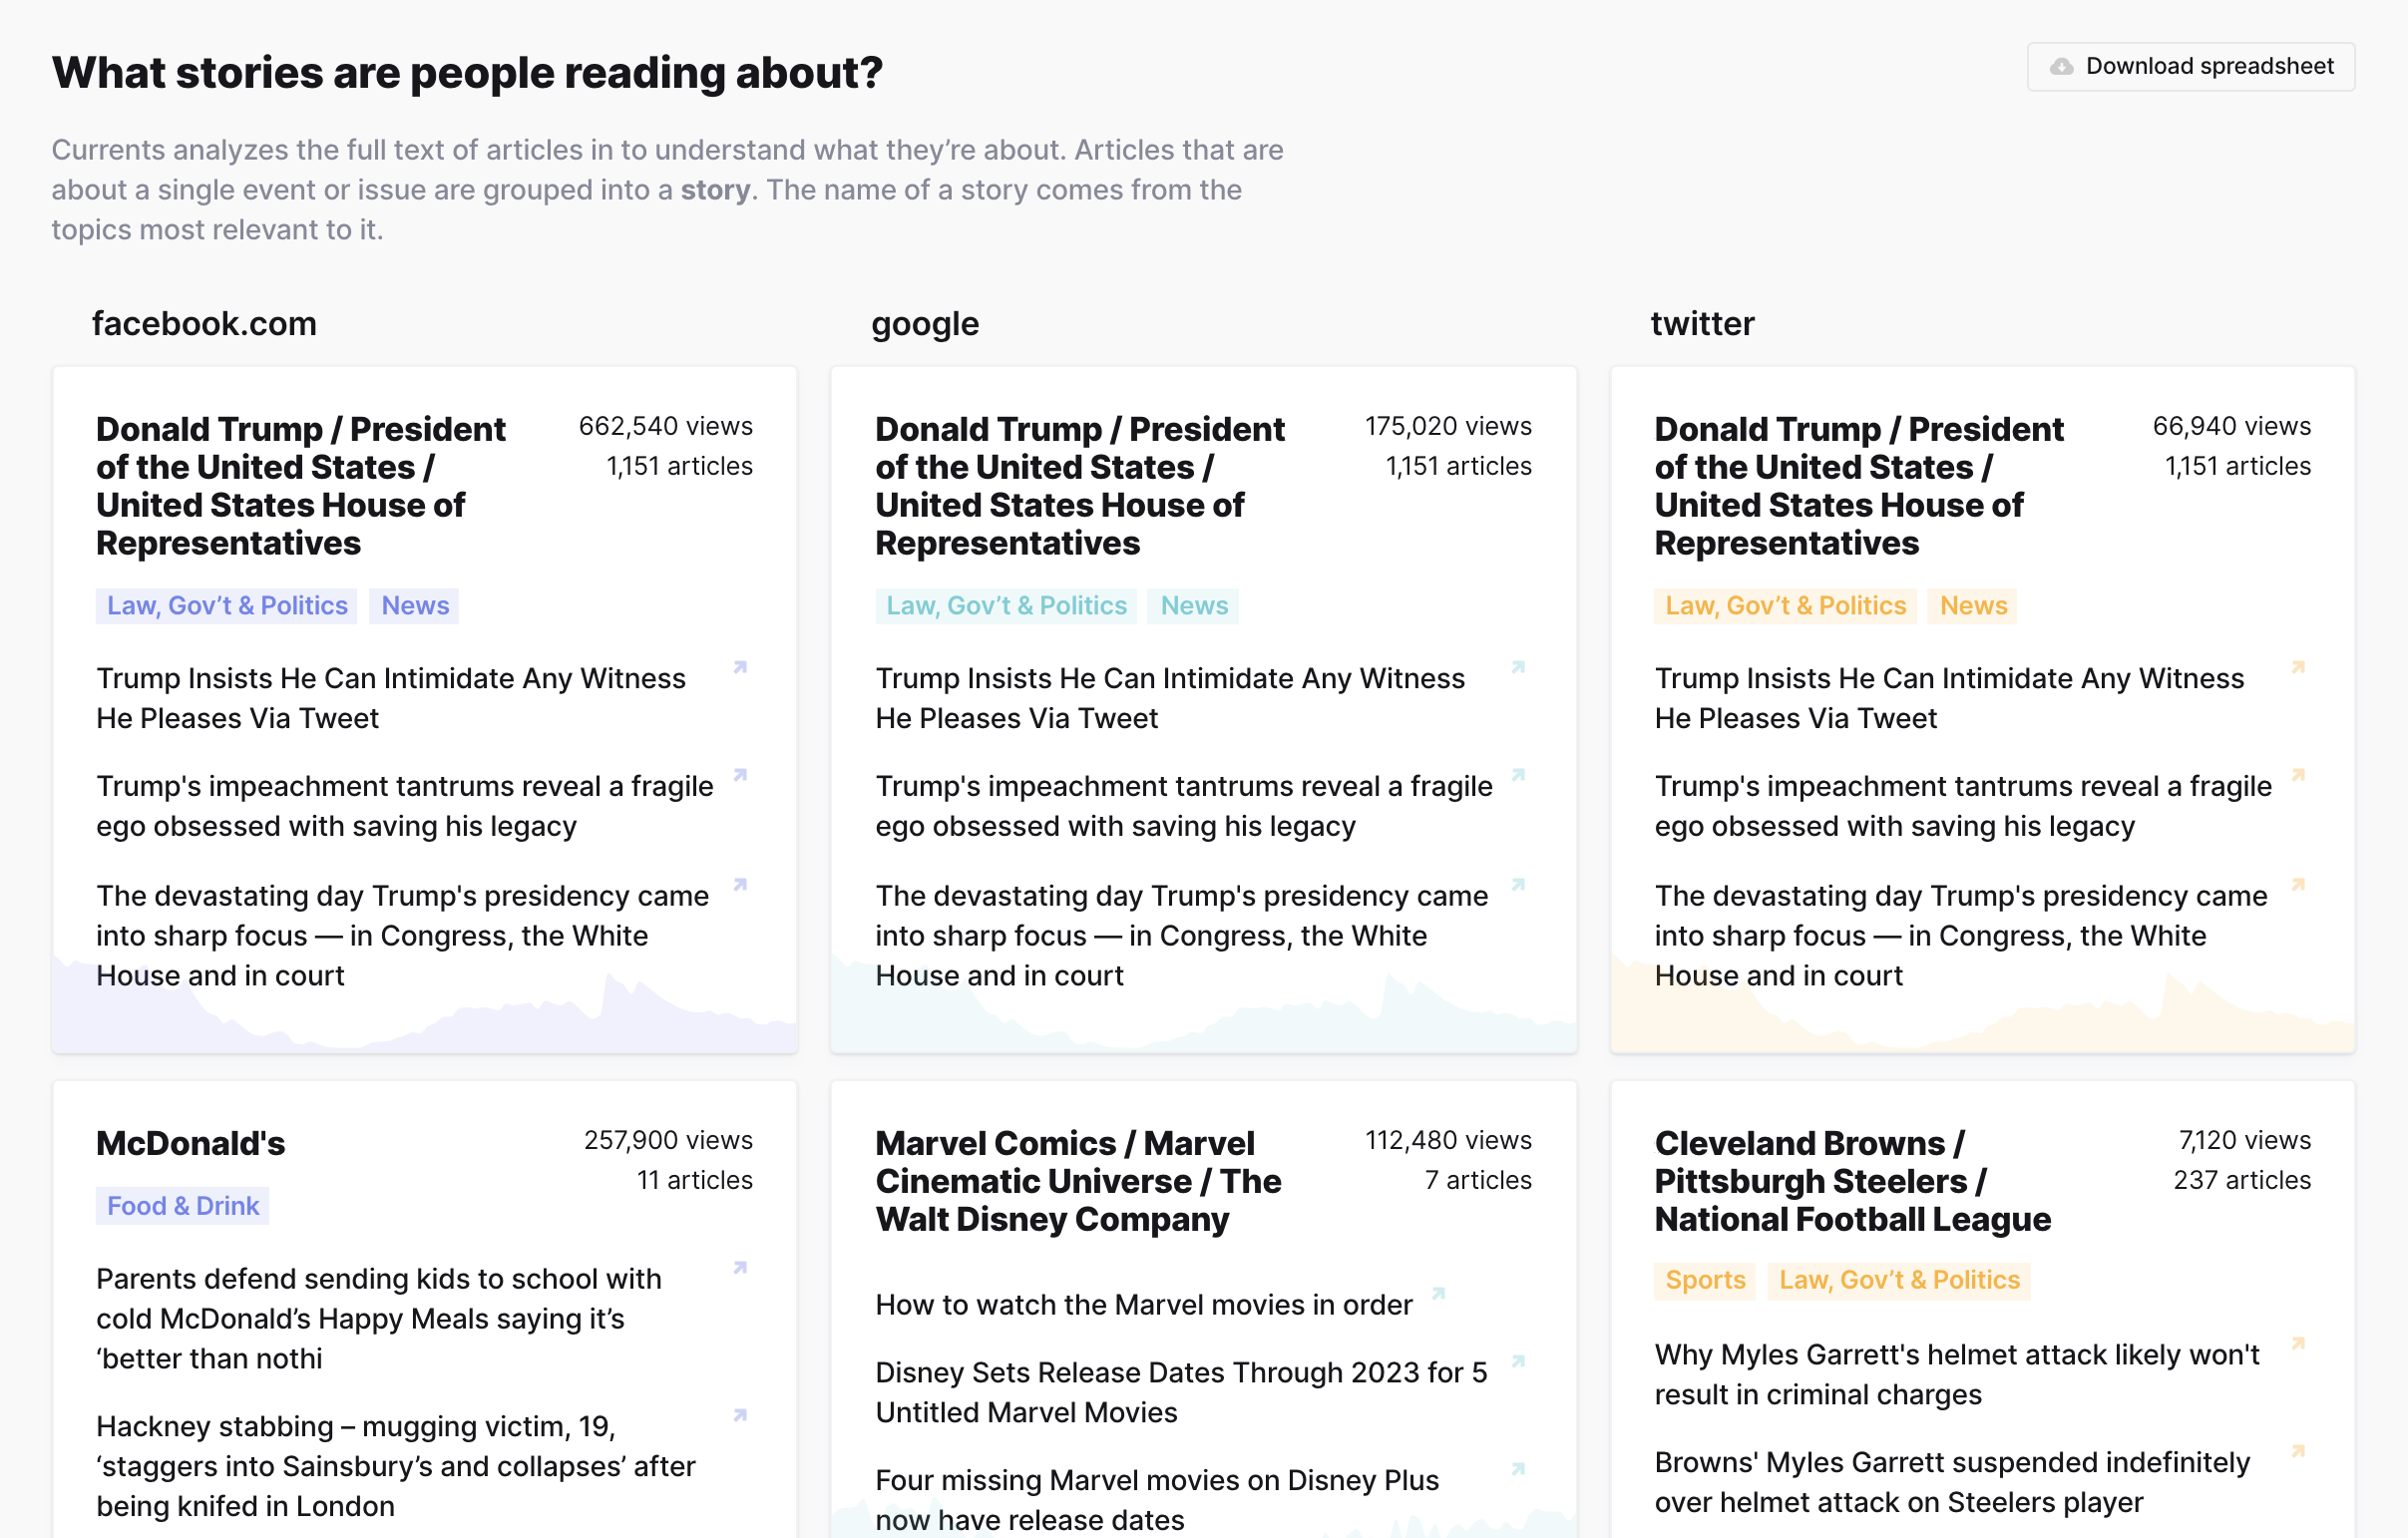 What stories are people reading about?
Download spreadsheet
Currents analyzes the full text of articles in to understand what they’re about. Articles that are
about a single event or issue are grouped into a story. The name of a story comes from the
topics most relevant to it.
facebook.com
Donald Trump / President
of the United States /
United States House of
Representatives
662,540 views
1,151 articles
Law, Gov’t & Politics
News
Trump Insists He Can Intimidate Any Witness
He Pleases Via Tweet
Trump's impeachment tantrums reveal a fragile
ego obsessed with saving his legacy
The devastating day Trump's presidency came
into sharp focus — in Congress, the White
House and in court
McDonald's
257,900 views
11 articles
Food & Drink
Parents defend sending kids to school with
cold McDonald’s Happy Meals saying it’s
‘better than nothi
Hackney stabbing – mugging victim, 19,
‘staggers into Sainsbury’s and collapses’ after
being knifed in London
google
Donald Trump / President
of the United States /
United States House of
Representatives
175,020 views
1,151 articles
Law, Gov’t & Politics
News
Trump Insists He Can Intimidate Any Witness
He Pleases Via Tweet
Trump's impeachment tantrums reveal a fragile
ego obsessed with saving his legacy
The devastating day Trump's presidency came
into sharp focus — in Congress, the White
House and in court
Marvel Comics / Marvel
Cinematic Universe / The
Walt Disney Company
112,480 views
7 articles
How to watch the Marvel movies in order
Disney Sets Release Dates Through 2023 for 5
Untitled Marvel Movies
Four missing Marvel movies on Disney Plus
now have release dates
twitter
Donald Trump / President
of the United States /
United States House of
Representatives
66,940 views
1,151 articles
Law, Gov’t & Politics
News
Trump Insists He Can Intimidate Any Witness
He Pleases Via Tweet
Trump's impeachment tantrums reveal a fragile
ego obsessed with saving his legacy
The devastating day Trump's presidency came
into sharp focus — in Congress, the White
House and in court
Cleveland Browns /
Pittsburgh Steelers /
National Football League
7,120 views
237 articles
Sports
Law, Gov’t & Politics
Why Myles Garrett's helmet attack likely won't
result in criminal charges
Browns' Myles Garrett suspended indefinitely
over helmet attack on Steelers player